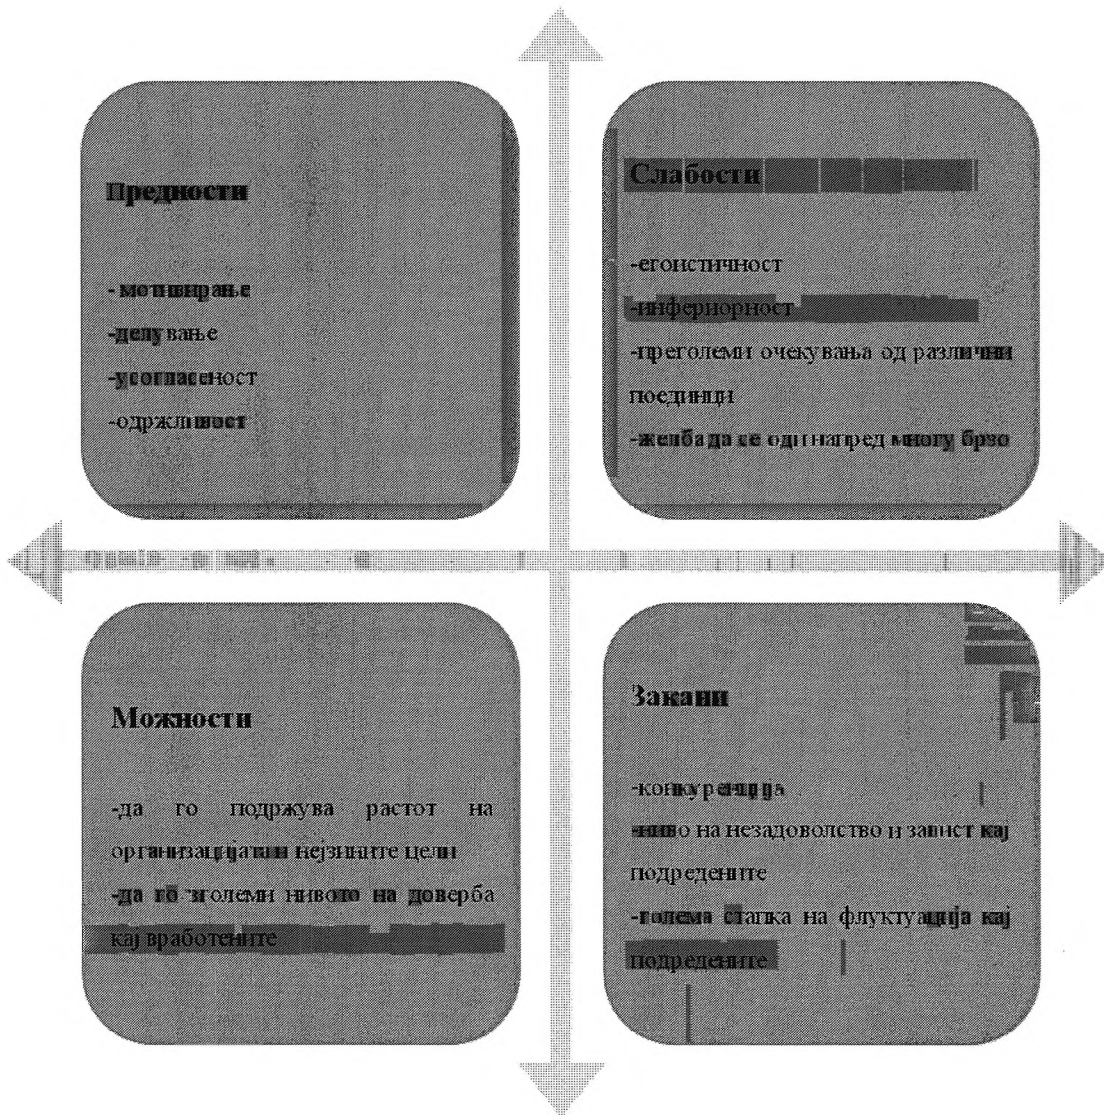 Предности
- мотивирање
-делување
-усогласеност
-одржливост
Слабости
-егоистичност
-инфериорност
-преголеми очекувања од различни
поединци
-желба да се оди напред многу брзо
Можности
-да го подржува растот на
организацијата и нејзините цели
-да го зголеми нивото на доверба
кај вработените
Закани
-конкуренција
-ниво на незадоволство и завист кај
подредените
-голема стапка на флуктуација кај
подредените